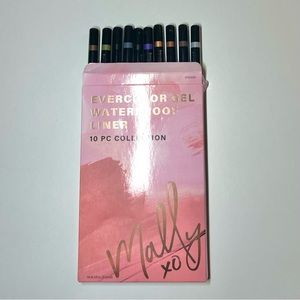 EVERCOLOR GEL
WATERPROOF
LINER
10 PC COLLECTION
Mally
xo